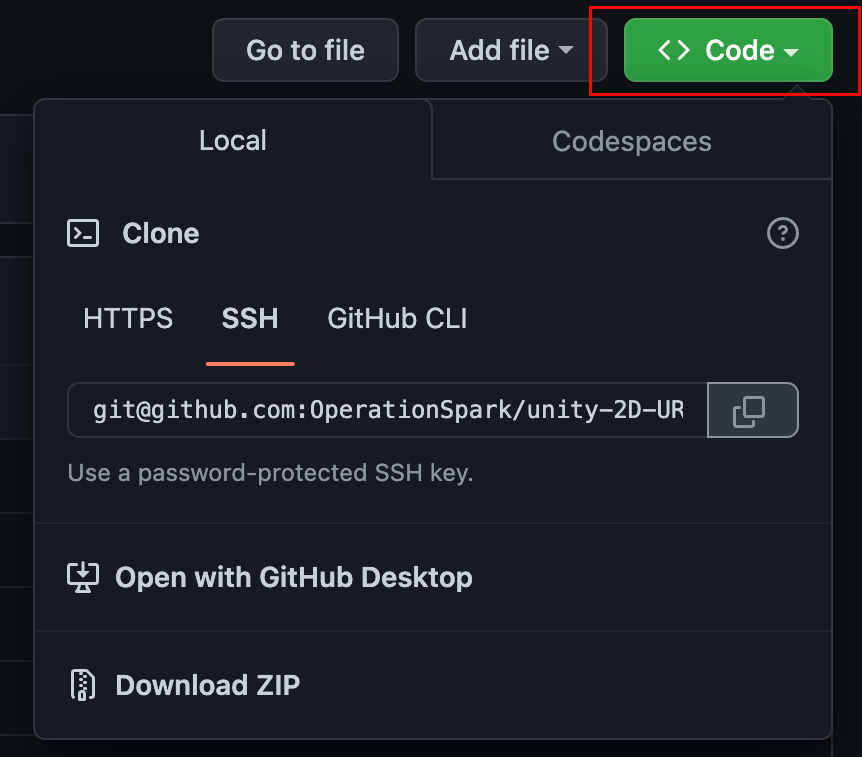 Go to file Add file <> Code
Local Codespaces
Clone ?
HTTPS SSH GitHub CLI
git@github.com:OperationSpark/unity-2D-UR
Use a password-protected SSH key.
Open with GitHub Desktop
Download ZIP